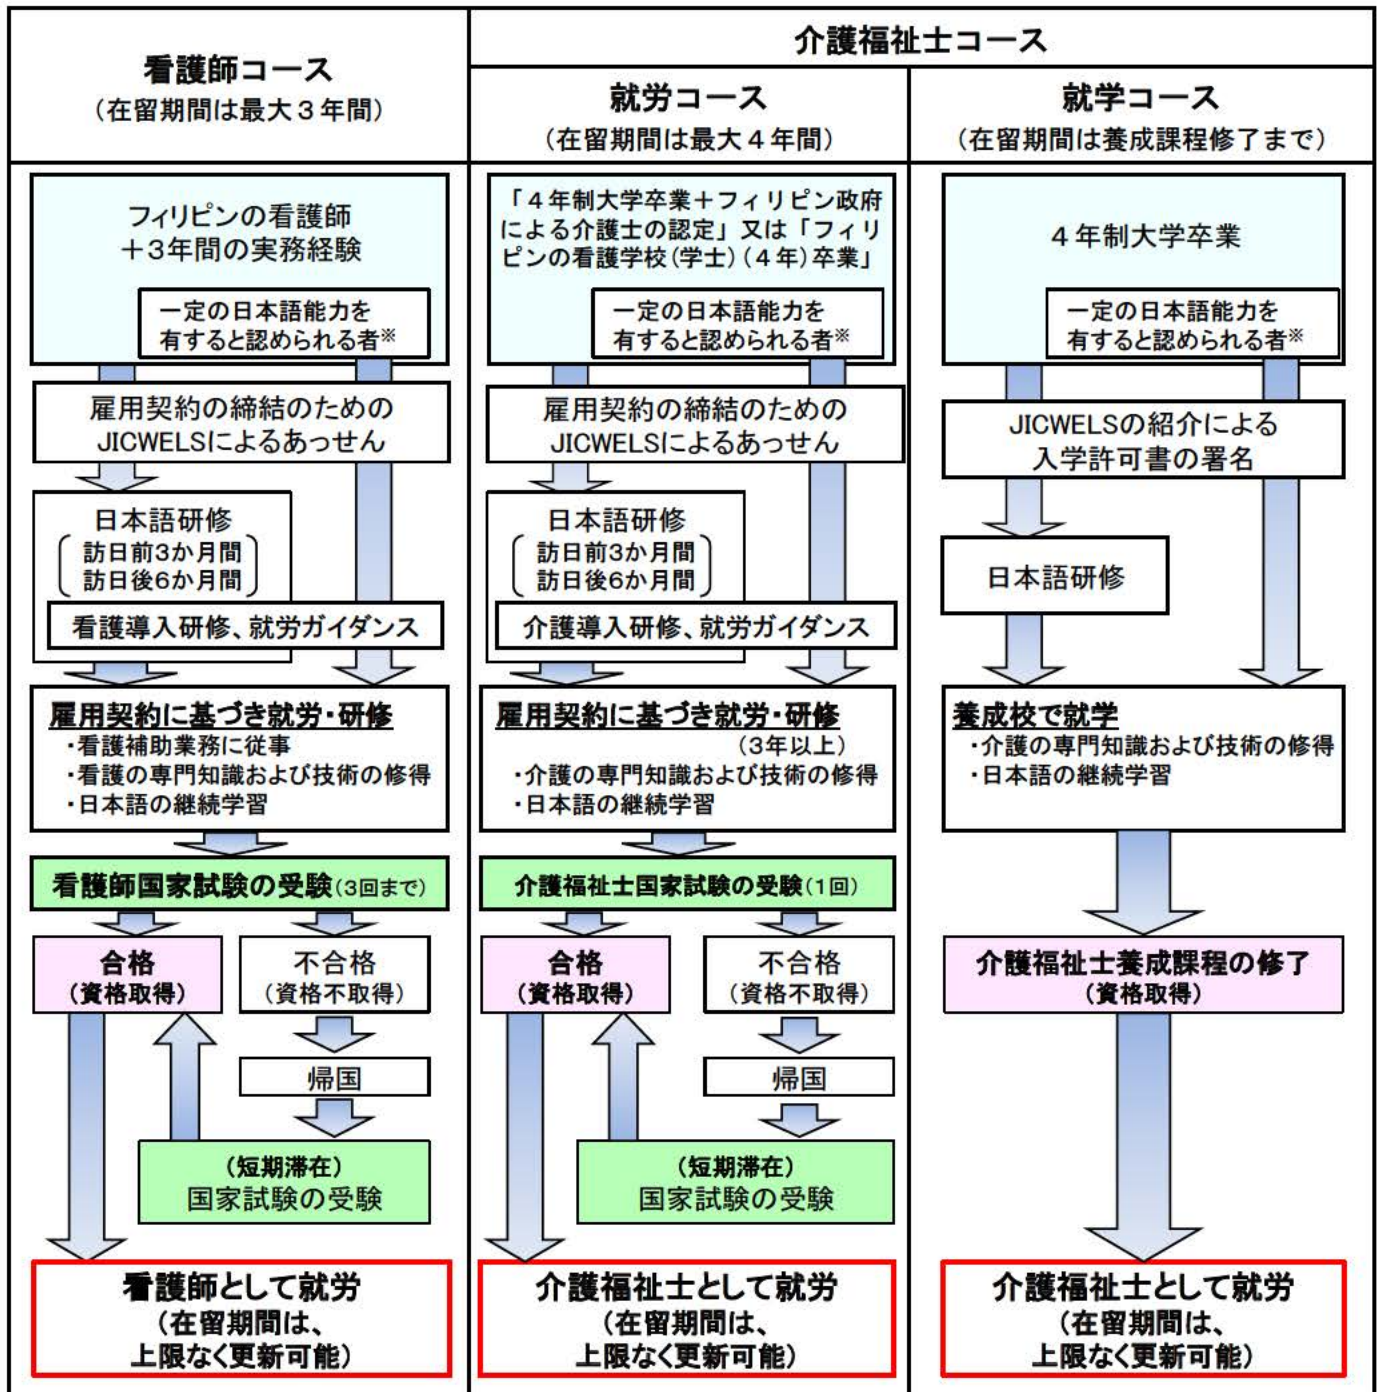 看護師コース
（在留期間は最大３年間）
介護福祉士コース
就労コース
（在留期間は最大４年間）
就学コース
（在留期間は養成課程修了まで）
フィリピンの看護師
＋3年間の実務経験
一定の日本語能力を
有すると認められる者※
雇用契約の締結のための
JICWELSによるあっせん
日本語研修
訪日前3か月間
訪日後6か月間
看護導入研修、就労ガイダンス
雇用契約に基づき就労・研修
・看護補助業務に従事
・看護の専門知識および技術の修得
・日本語の継続学習
看護師国家試験の受験（3回まで）
合格
（資格取得）
不合格
（資格不取得）
帰国
（短期滞在）
国家試験の受験
看護師として就労
（在留期間は、
上限なく更新可能）
「４年制大学卒業＋フィリピン政府
による介護士の認定」又は「フィリ
ピンの看護学校（学士）（４年）卒業」
一定の日本語能力を
有すると認められる者※
雇用契約の締結のための
JICWELSによるあっせん
日本語研修
訪日前3か月間
訪日後6か月間
介護導入研修、就労ガイダンス
雇用契約に基づき就労・研修
（3年以上）
・介護の専門知識および技術の修得
・日本語の継続学習
介護福祉士国家試験の受験（1回）
合格
（資格取得）
不合格
（資格不取得）
帰国
（短期滞在）
国家試験の受験
介護福祉士として就労
（在留期間は、
上限なく更新可能）
４年制大学卒業
一定の日本語能力を
有すると認められる者※
JICWELSの紹介による
入学許可書の署名
日本語研修
養成校で就学
・介護の専門知識および技術の修得
・日本語の継続学習
介護福祉士養成課程の修了
（資格取得）
介護福祉士として就労
（在留期間は、
上限なく更新可能）